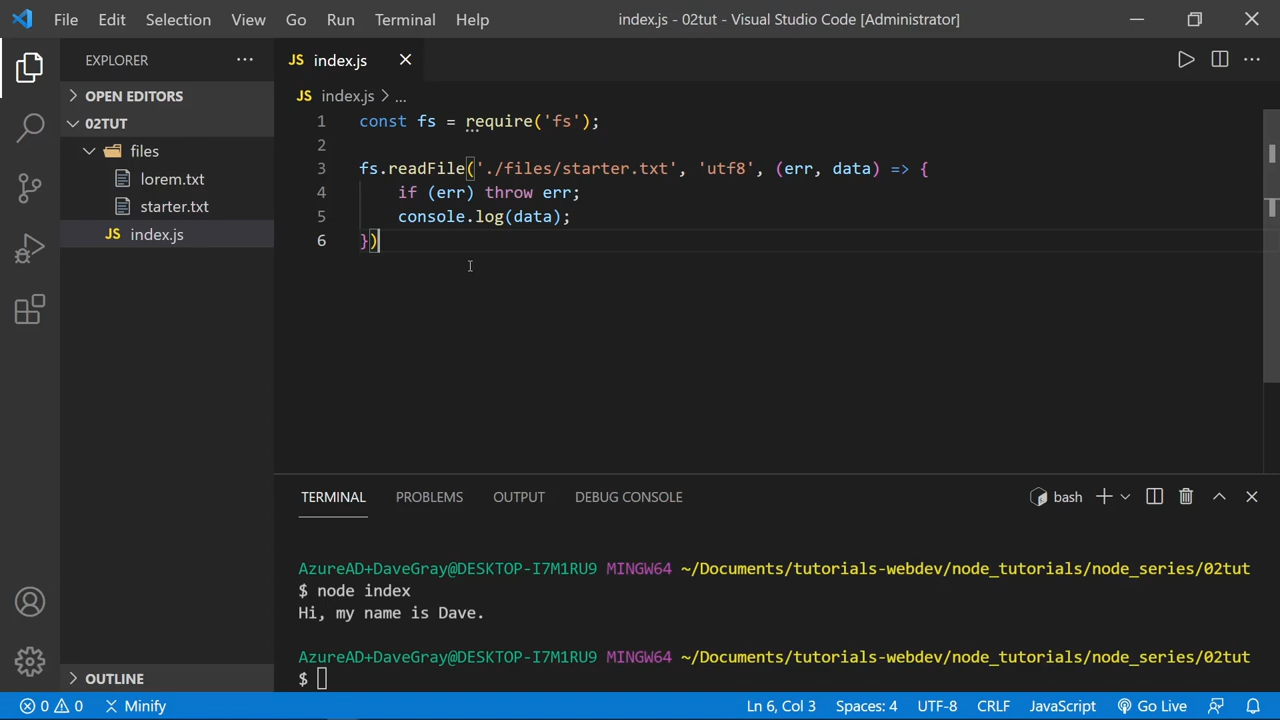 File Edit Selection View Go Run Terminal Help
index.js - 02tut - Visual Studio Code [Administrator]
EXPLORER
OPEN EDITORS
02TUT
files
lorem.txt
starter.txt
JS index.js
OUTLINE
JS index.js
JS index.js > ...
1 const fs = require('fs');
2
3 fs.readFile('./files/starter.txt', 'utf8', (err, data) => {
4 if (err) throw err;
5 console.log(data);
6 })
TERMINAL PROBLEMS OUTPUT DEBUG CONSOLE
bash
AzureAD+DaveGray@DESKTOP-I7M1RU9 MINGW64 ~/Documents/tutorials-webdev/node_tutorials/node_series/02tut
$ node index
Hi, my name is Dave.
AzureAD+DaveGray@DESKTOP-I7M1RU9 MINGW64 ~/Documents/tutorials-webdev/node_tutorials/node_series/02tut
$
0 0 Minify
Ln 6, Col 3 Spaces: 4 UTF-8 CRLF JavaScript Go Live